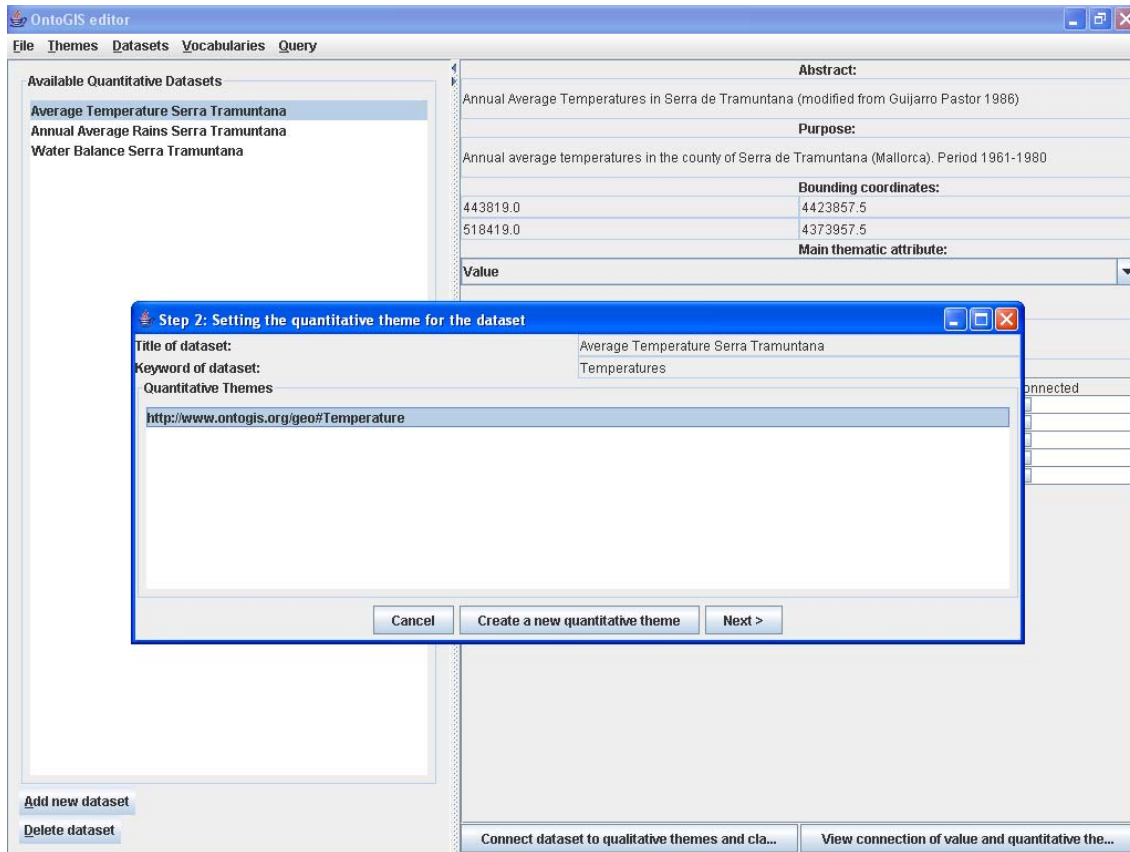 OntoGIS editor
File Themes Datasets Vocabularies Query
Available Quantitative Datasets
Average Temperature Serra Tramuntana
Annual Average Rains Serra Tramuntana
Water Balance Serra Tramuntana
Abstract:
Annual Average Temperatures in Serra de Tramuntana (modified from Guijarro Pastor 1986)
Purpose:
Annual average temperatures in the county of Serra de Tramuntana (Mallorca). Period 1961-1980
Bounding coordinates:
443819.0 4423857.5
518419.0 4373957.5
Main thematic attribute:
Value
Step 2: Setting the quantitative theme for the dataset
Title of dataset: Average Temperature Serra Tramuntana
Keyword of dataset: Temperatures
Quantitative Themes
http://www.ontogis.org/geo#Temperature
Cancel Create a new quantitative theme Next >
onnected
Add new dataset
Delete dataset
Connect dataset to qualitative themes and cla... View connection of value and quantitative the...